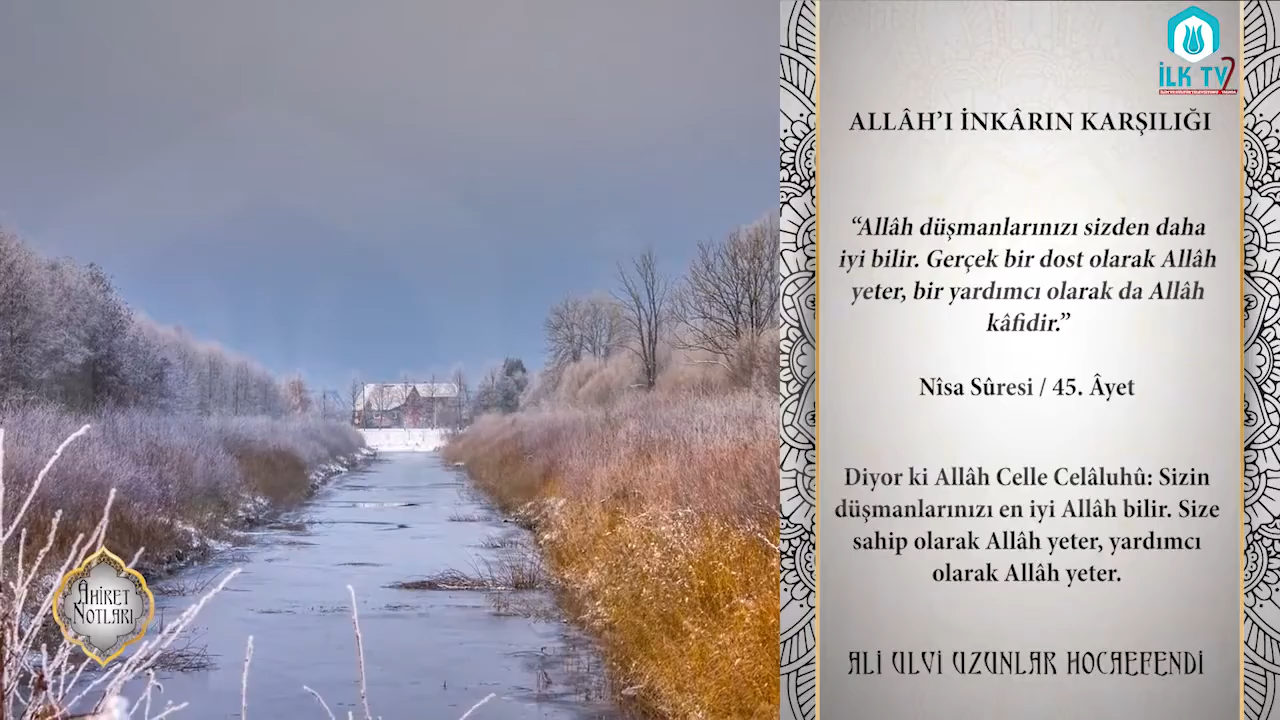 İLK TV2
ALLÂH’I İNKÂRIN KARŞILIĞI
“Allâh düşmanlarınızı sizden daha
iyi bilir. Gerçek bir dost olarak Allâh
yeter, bir yardımcı olarak da Allâh
kâfidir.”
Nîsa Sûresi / 45. Âyet
Diyor ki Allâh Celle Celâluhû: Sizin
düşmanlarınızı en iyi Allâh bilir. Size
sahip olarak Allâh yeter, yardımcı
olarak Allâh yeter.
ALİ ULVİ UZUNLAR HOCAEFENDİ
AHİRET
NOTLARI